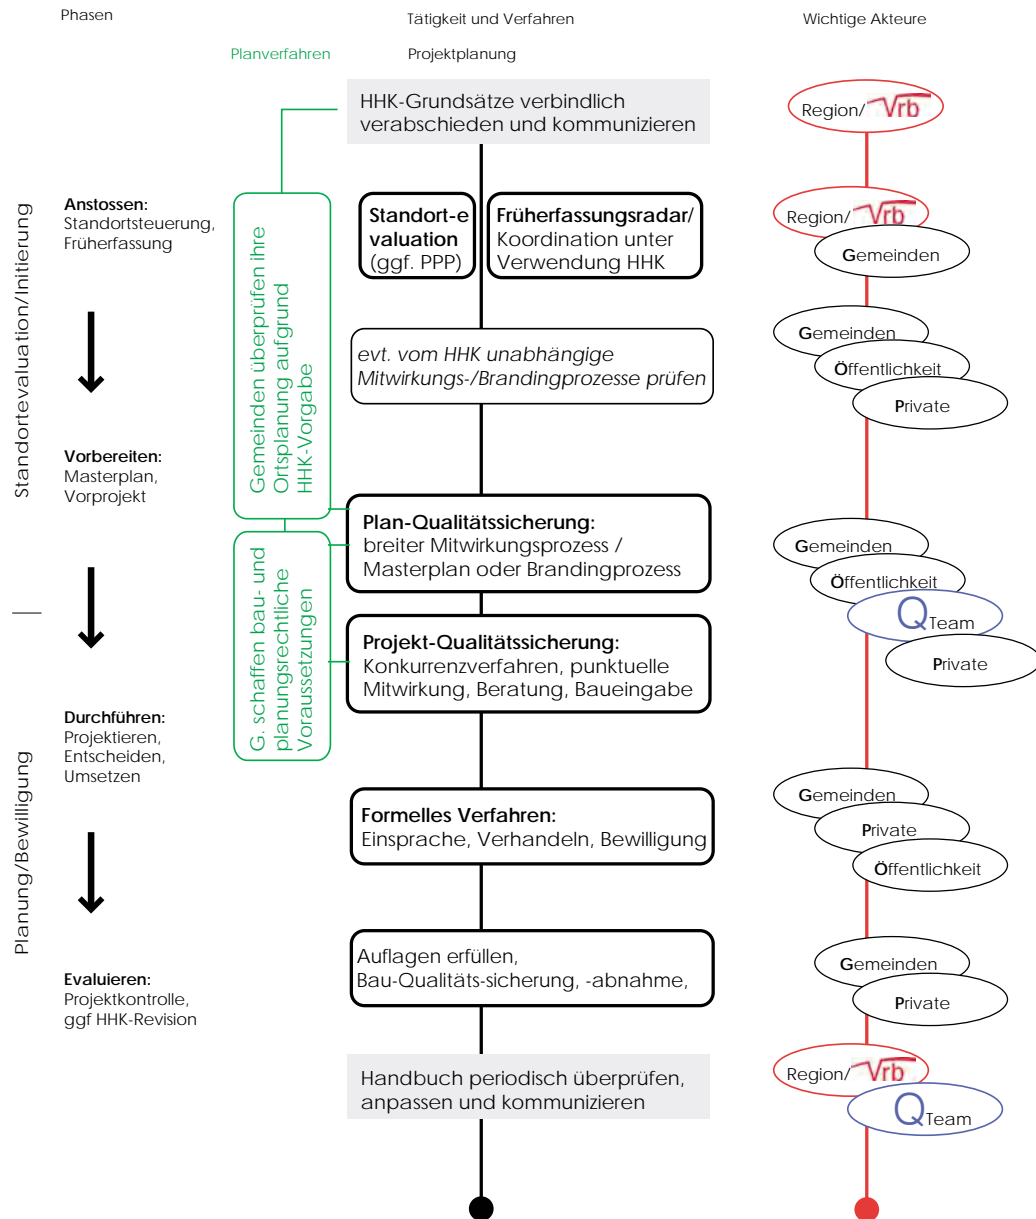 Phasen
Tätigkeit und Verfahren
Wichtige Akteure
Planverfahren
Projektplanung
HHK-Grundsätze verbindlich
verabschieden und kommunizieren
Region/ Vrb
Standortevaluation/Initierung
Anstossen:
Standortsteuerung,
Früherfassung
Gemeinden überprüfen ihre
Ortsplanung aufgrund
HHK-Vorgabe
Standort-e
valuation
(ggf. PPP)
Früherfassungsradar/
Koordination unter
Verwendung HHK
Region/ Vrb
Gemeinden
evt. vom HHK unabhängige
Mitwirkungs-/Brandingprozesse prüfen
Gemeinden
Öffentlichkeit
Private
Vorbereiten:
Masterplan,
Vorprojekt
Plan-Qualitätssicherung:
breiter Mitwirkungsprozess /
Masterplan oder Brandingprozess
Gemeinden
Öffentlichkeit
Q Team
Private
G. schaffen bau- und
planungsrechtliche
Voraussetzungen
Projekt-Qualitätssicherung:
Konkurrenzverfahren, punktuelle
Mitwirkung, Beratung, Baueingabe
Planung/Bewilligung
Durchführen:
Projektieren,
Entscheiden,
Umsetzen
Formelles Verfahren:
Einsprache, Verhandeln, Bewilligung
Gemeinden
Private
Öffentlichkeit
Evaluieren:
Projektkontrolle,
ggf HHK-Revision
Auflagen erfüllen,
Bau-Qualitäts-sicherung, -abnahme,
Gemeinden
Private
Handbuch periodisch überprüfen,
anpassen und kommunizieren
Region/ Vrb
Q Team